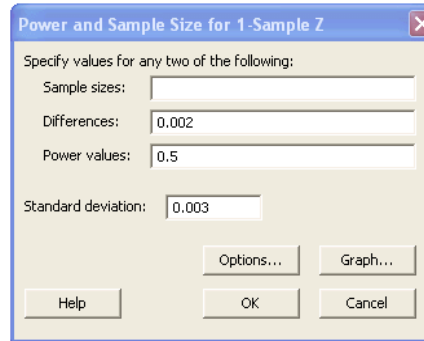 Power and Sample Size for 1-Sample Z
Specify values for any two of the following:
Sample sizes:
Differences: 0.002
Power values: 0.5
Standard deviation: 0.003
Options... Graph...
Help OK Cancel